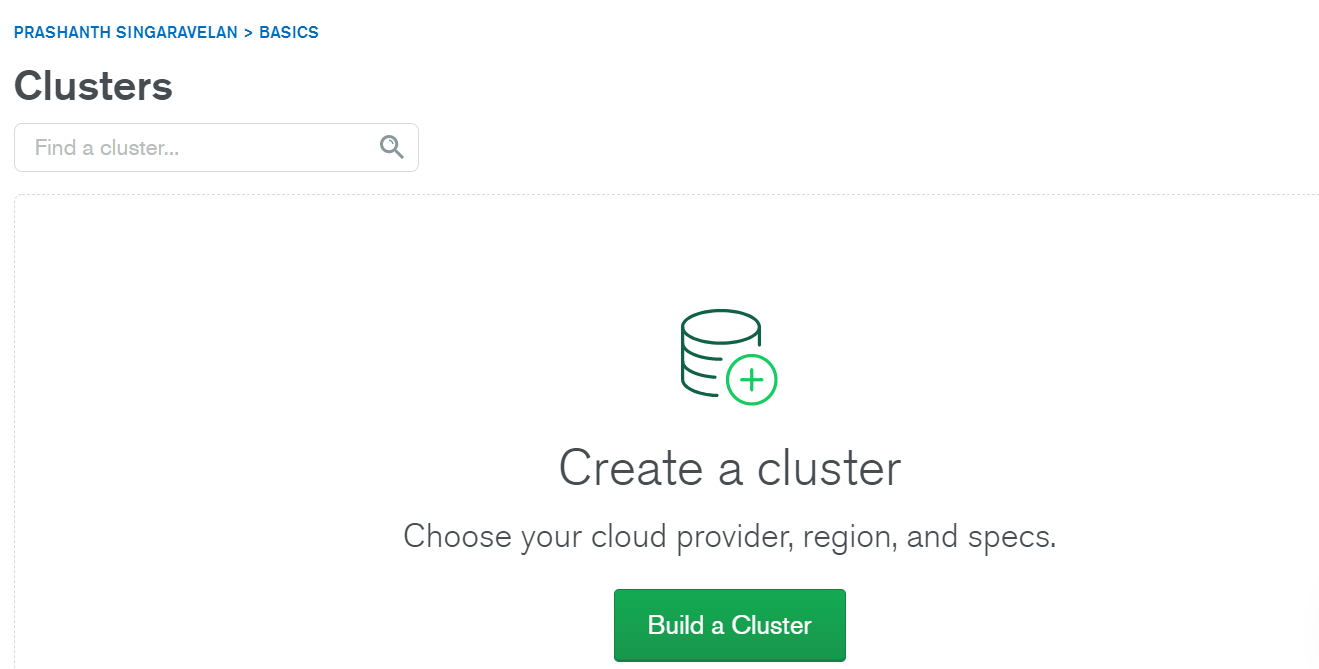 PRASHANTH SINGARAVELAN > BASICS
Clusters
Find a cluster...
Create a cluster
Choose your cloud provider, region, and specs.
Build a Cluster